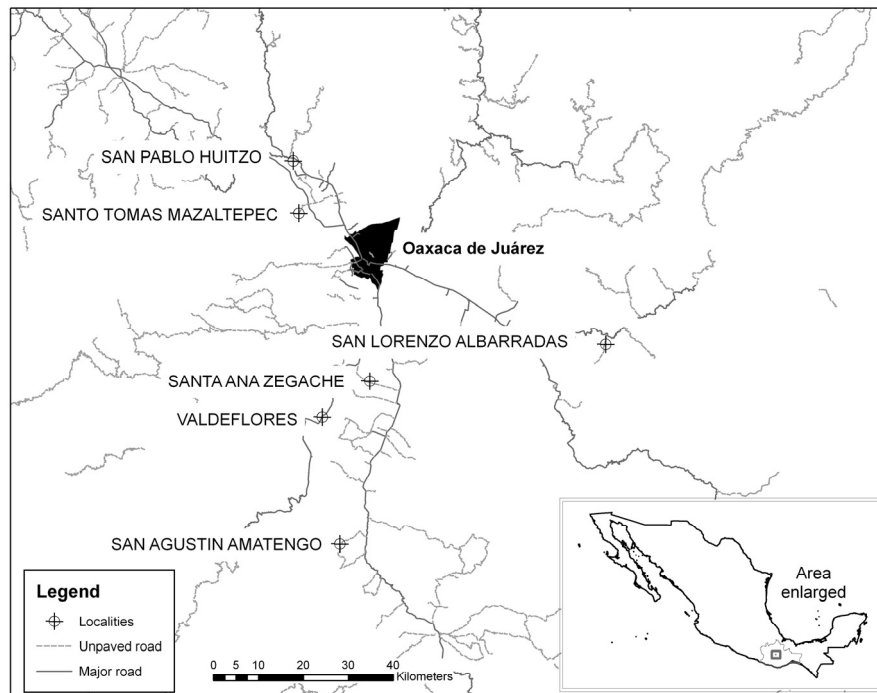 SAN PABLO HUITZO
SANTO TOMAS MAZALTEPEC
Oaxaca de Juárez
SAN LORENZO ALBARRADAS
SANTA ANA ZEGACHE
VALDEFLORES
SAN AGUSTIN AMATENGO
Area
enlarged
Legend
Localities
Unpaved road
Major road
0 5 10 20 30 40
Kilometers